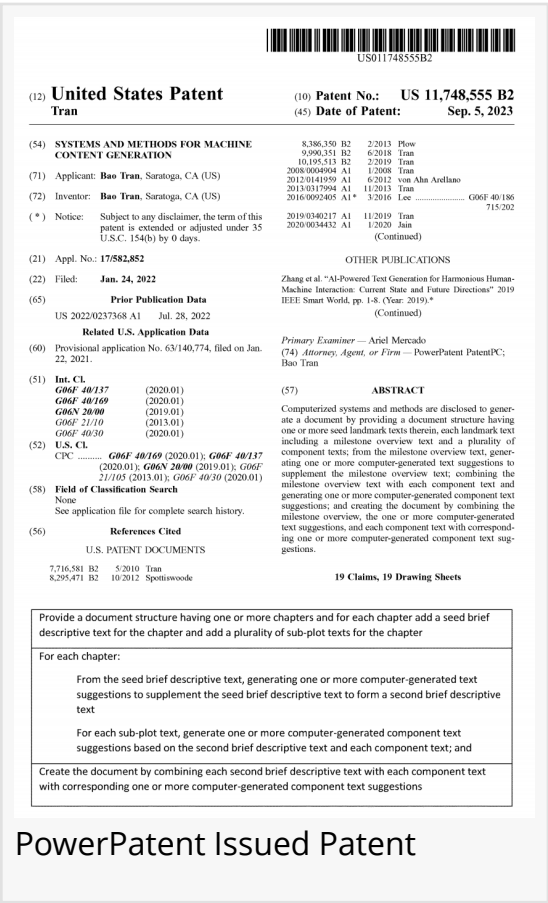 US011748555B2
(12) United States Patent
Tran
(10) Patent No.: US 11,748,555 B2
(45) Date of Patent: Sep. 5, 2023
(54) SYSTEMS AND METHODS FOR MACHINE
CONTENT GENERATION
(71) Applicant: Bao Tran, Saratoga, CA (US)
(72) Inventor: Bao Tran, Saratoga, CA (US)
( * ) Notice: Subject to any disclaimer, the term of this
patent is extended or adjusted under 35
U.S.C. 154(b) by 0 days.
(21) Appl. No.: 17/582,852
(22) Filed: Jan. 24, 2022
(65) Prior Publication Data
US 2022/0237368 A1 Jul. 28, 2022
Related U.S. Application Data
(60) Provisional application No. 63/140,774, filed on Jan.
22, 2021.
(51) Int. Cl.
G06F 40/137 (2020.01)
G06F 40/169 (2020.01)
G06N 20/00 (2019.01)
G06F 21/10 (2013.01)
G06F 40/30 (2020.01)
(52) U.S. Cl.
CPC .......... G06F 40/169 (2020.01); G06F 40/137
(2020.01); G06N 20/00 (2019.01); G06F
21/105 (2013.01); G06F 40/30 (2020.01)
(58) Field of Classification Search
None
See application file for complete search history.
(56) References Cited
U.S. PATENT DOCUMENTS
7,716,581 B2 5/2010 Tran
8,295,471 B2 10/2012 Spottiswoode
8,386,350 B2 2/2013 Plow
9,990,351 B2 6/2018 Tran
10,195,513 B2 2/2019 Tran
2008/0004904 A1 1/2008 Tran
2012/0141959 A1 6/2012 von Ahn Arellano
2013/0317994 A1 11/2013 Tran
2016/0092405 A1* 3/2016 Lee ........................ G06F 40/186
715/202
2019/0340217 A1 11/2019 Tran
2020/0034432 A1 1/2020 Jain
(Continued)
OTHER PUBLICATIONS
Zhang et al. "AI-Powered Text Generation for Harmonious Human-
Machine Interaction: Current State and Future Directions" 2019
IEEE Smart World, pp. 1-8. (Year: 2019).*
(Continued)
Primary Examiner — Ariel Mercado
(74) Attorney, Agent, or Firm — PowerPatent PatentPC;
Bao Tran
(57) ABSTRACT
Computerized systems and methods are disclosed to gener-
ate a document by providing a document structure having
one or more seed landmark texts therein, each landmark text
including a milestone overview text and a plurality of
component texts; from the milestone overview text, gener-
ating one or more computer-generated text suggestions to
supplement the milestone overview text; combining the
milestone overview text with each component text and
generating one or more computer-generated component text
suggestions; and creating the document by combining the
milestone overview, the one or more computer-generated
text suggestions, and each component text with correspond-
ing one or more computer-generated component text sug-
gestions.
19 Claims, 19 Drawing Sheets
Provide a document structure having one or more chapters and for each chapter add a seed brief
descriptive text for the chapter and add a plurality of sub-plot texts for the chapter
For each chapter:
From the seed brief descriptive text, generating one or more computer-generated text
suggestions to supplement the seed brief descriptive text to form a second brief descriptive
text
For each sub-plot text, generate one or more computer-generated component text
suggestions based on the second brief descriptive text and each component text; and
Create the document by combining each second brief descriptive text with each component text
with corresponding one or more computer-generated component text suggestions
PowerPatent Issued Patent